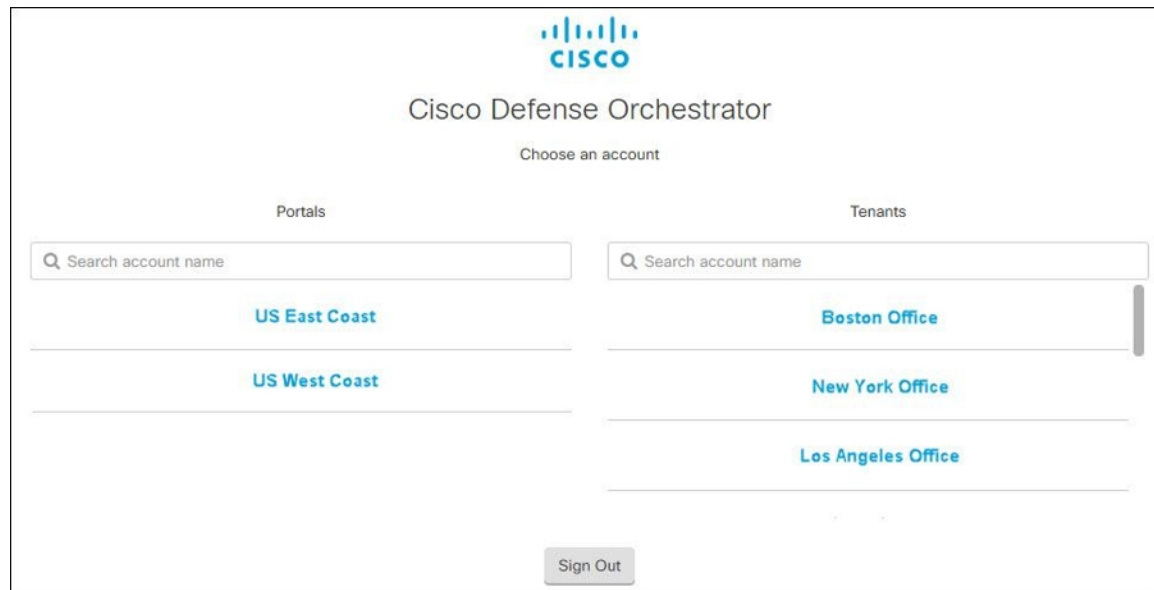 CISCO
Cisco Defense Orchestrator
Choose an account
Portals
Tenants
Search account name
Search account name
US East Coast
Boston Office
US West Coast
New York Office
Los Angeles Office
Sign Out